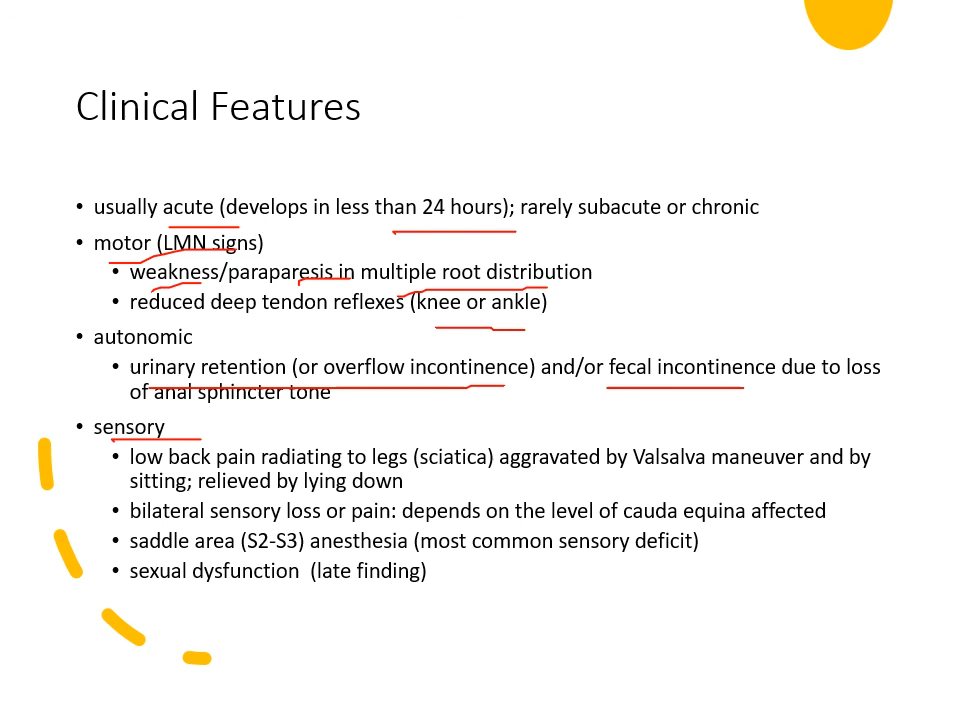 Clinical Features
• usually acute (develops in less than 24 hours); rarely subacute or chronic
• motor (LMN signs)
• weakness/paraparesis in multiple root distribution
• reduced deep tendon reflexes (knee or ankle)
• autonomic
• urinary retention (or overflow incontinence) and/or fecal incontinence due to loss
of anal sphincter tone
• sensory
• low back pain radiating to legs (sciatica) aggravated by Valsalva maneuver and by
sitting; relieved by lying down
• bilateral sensory loss or pain: depends on the level of cauda equina affected
• saddle area (S2-S3) anesthesia (most common sensory deficit)
• sexual dysfunction (late finding)